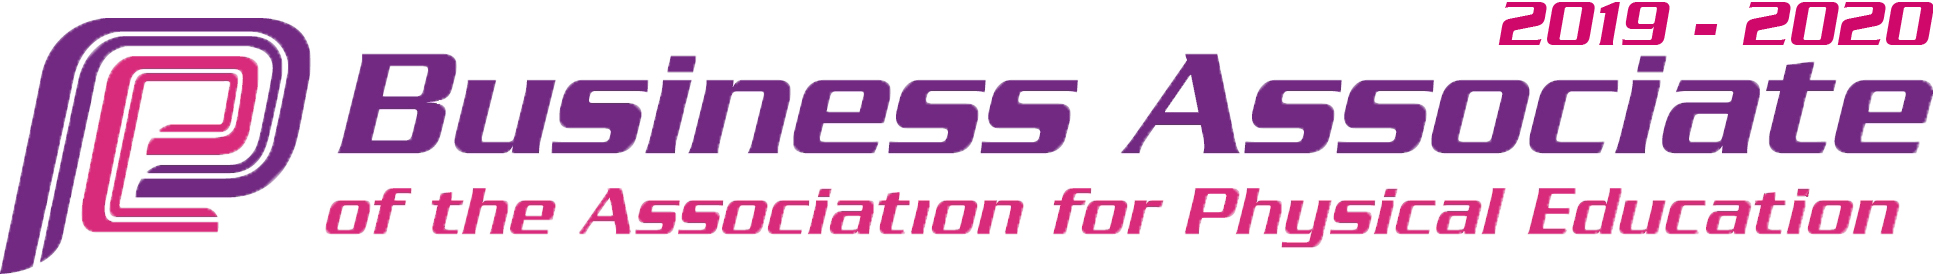 2019 - 2020
Business Associate
of the Association for Physical Education